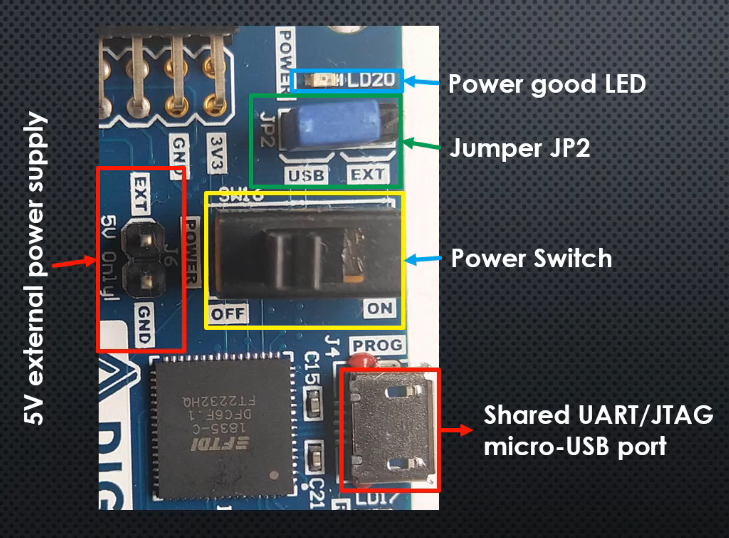 POWER
LD20
Power good LED
JP2
Jumper JP2
USB
EXT
GND
3V3
5V external power supply
EXT
5V Only!
J6
POWER
GND
SW16
Power Switch
OFF
ON
J4
PROG
C15
FTDI
1835-C
DFC6F.1
FT2232HQ
Shared UART/JTAG
micro-USB port
C21
LD17
DIG